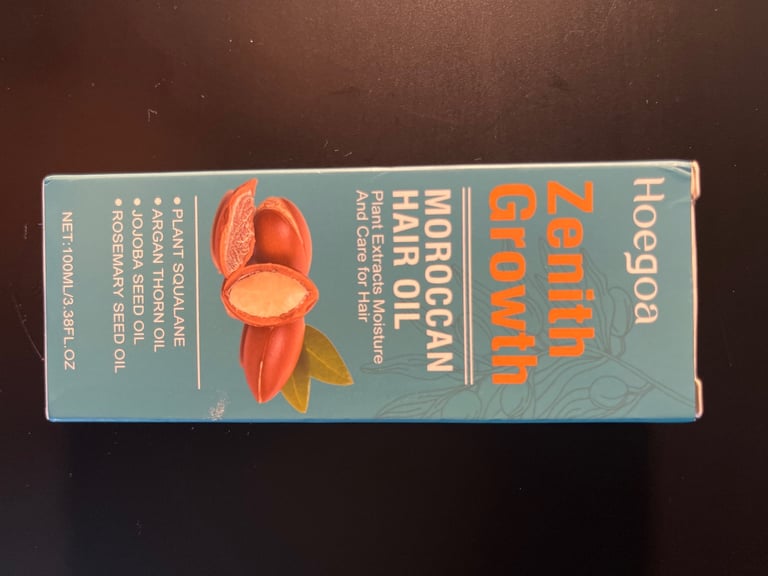 Hoegoa
Zenith
Growth
MOROCCAN
HAIR OIL
Plant Extracts Moisture
And Care for Hair
• PLANT SQUALANE
• ARGAN THORN OIL
• JOJOBA SEED OIL
• ROSEMARY SEED OIL
NET:100ML/3.38FL.OZ